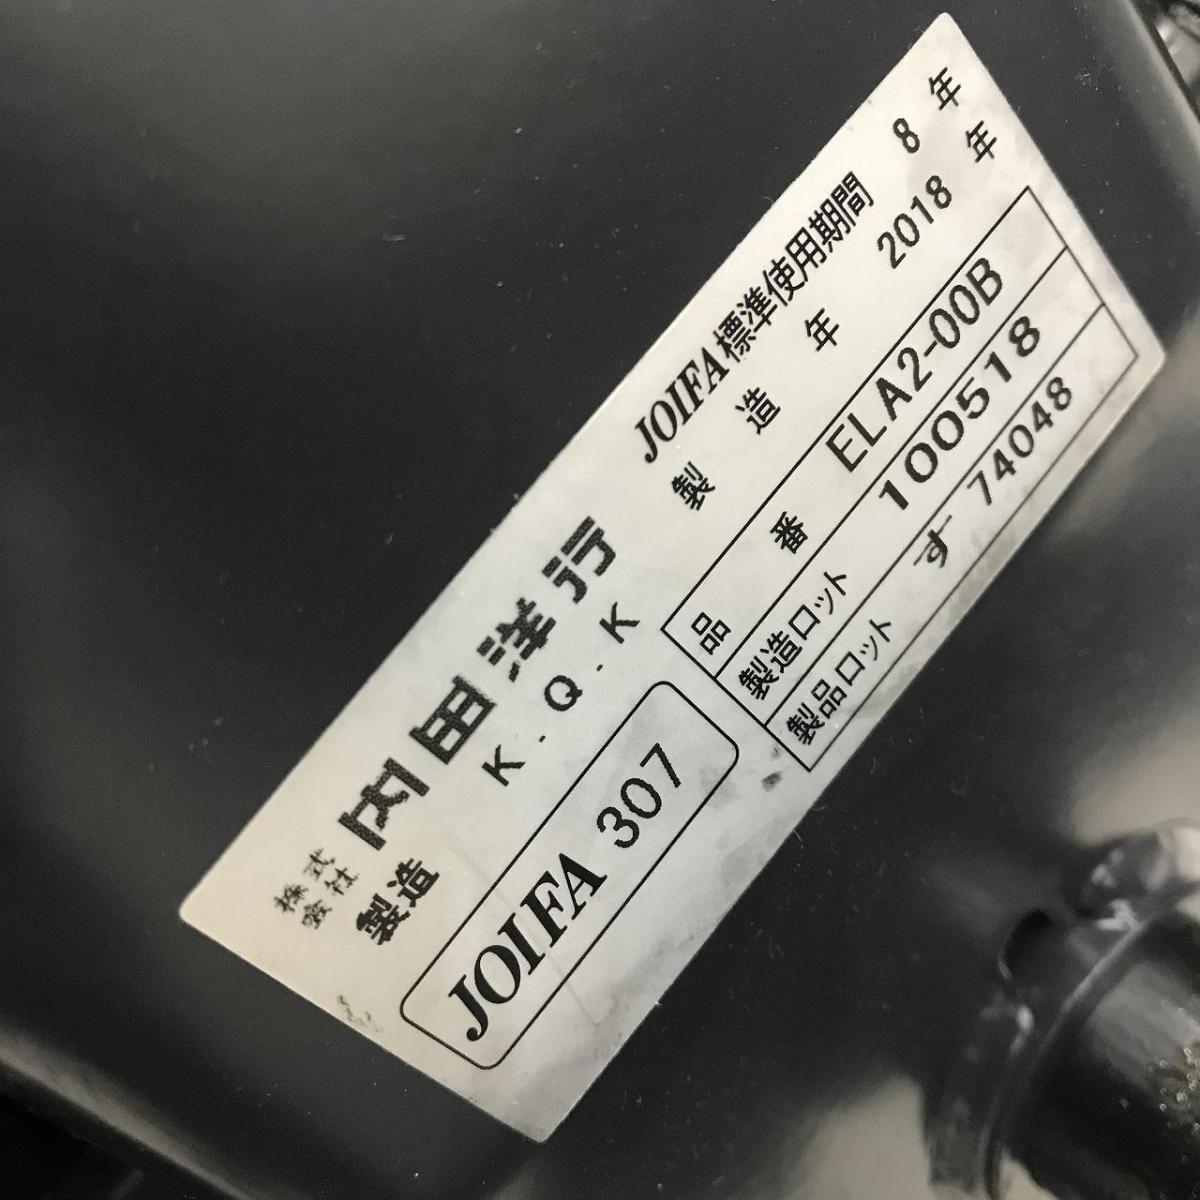 株式会社 内田洋行
製造 K.Q.K
JOIFA 307
JOIFA標準使用期間 8 年
製造年 2018 年
品番 ELA2-00B
製造ロット 100518
製品ロット す 74048